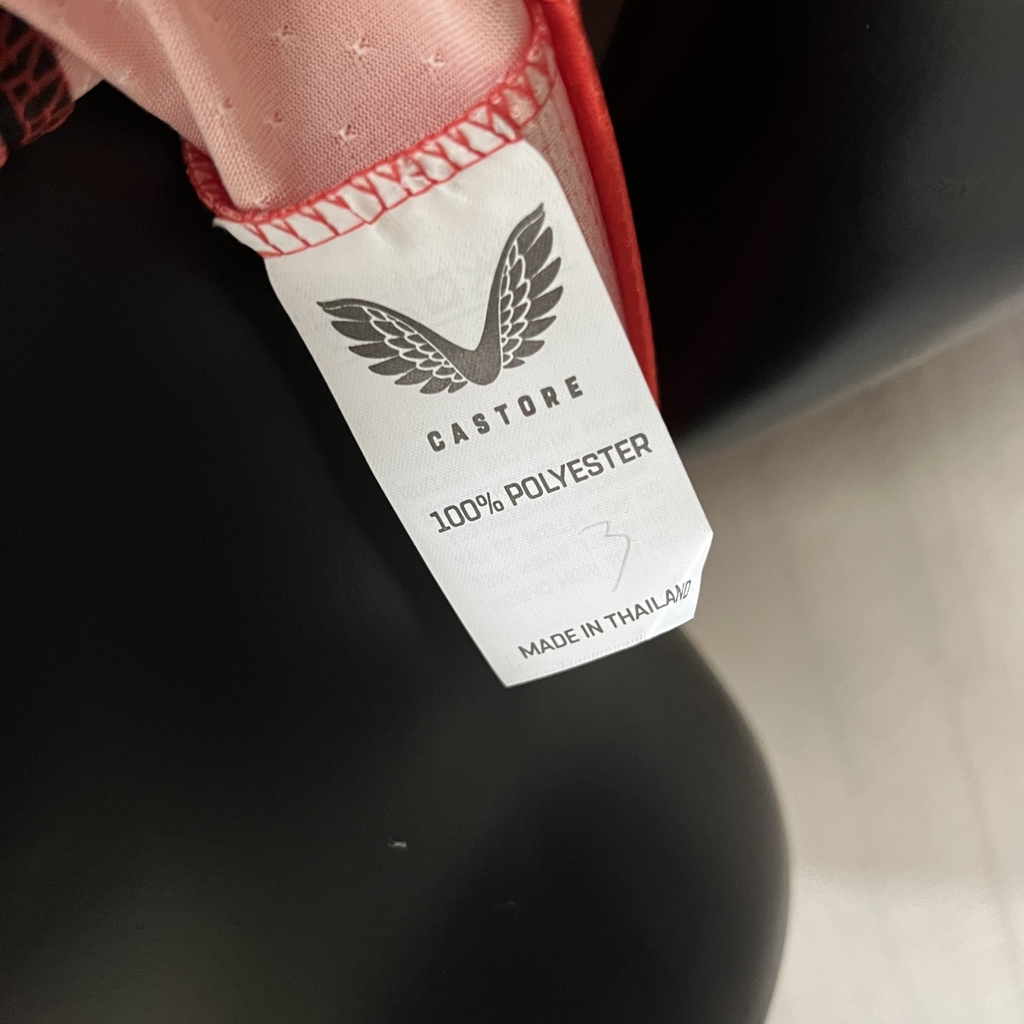 CASTORE
100% POLYESTER
3
MADE IN THAILAND